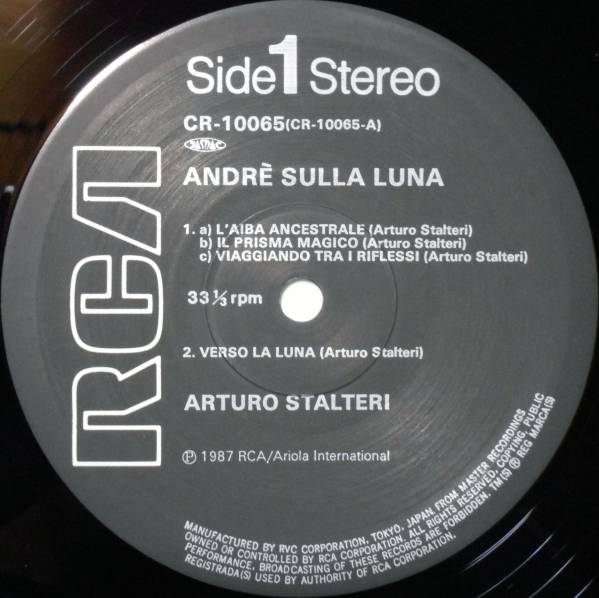 Side 1 Stereo
CR-10065(CR-10065-A)
ANDRÈ SULLA LUNA
1. a) L'AIBA ANCESTRALE (Arturo Stalteri)
b) IL PRISMA MAGICO (Arturo Stalteri)
c) VIAGGIANDO TRA I RIFLESSI (Arturo Stalteri)
33 1/3 rpm
2. VERSO LA LUNA (Arturo Stalteri)
ARTURO STALTERI
Ⓟ 1987 RCA/Ariola International
RCA
MANUFACTURED BY RVC CORPORATION, TOKYO, JAPAN FROM MASTER RECORDINGS
OWNED OR CONTROLLED BY RCA CORPORATION. ALL RIGHTS RESERVED, COPYING, PUBLIC
PERFORMANCE, BROADCASTING OF THESE RECORDS ARE FORBIDDEN. TM(S) ® REG MARCA(S)
REGISTRADA(S) USED BY AUTHORITY OF RCA CORPORATION.